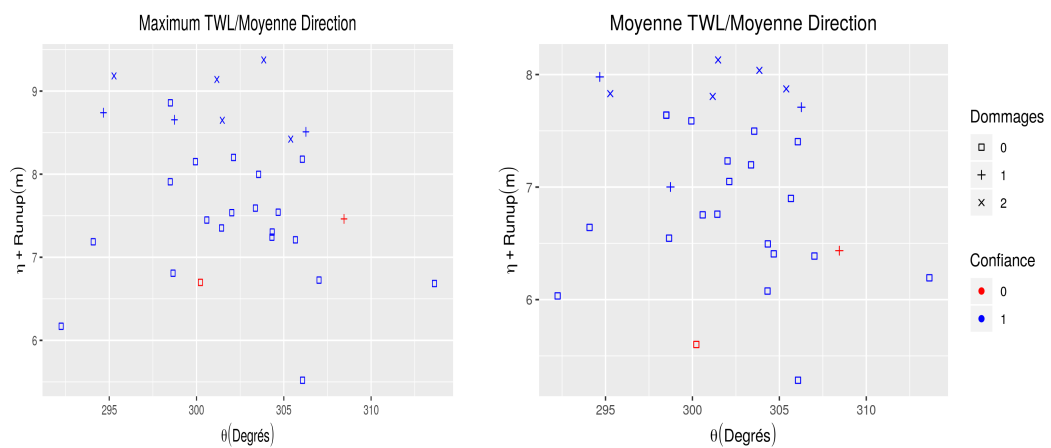 Maximum TWL/Moyenne Direction
9
8
7
6
η + Runup(m)
295 300 305 310
θ(Degrés)
Moyenne TWL/Moyenne Direction
8
7
6
η + Runup(m)
295 300 305 310
θ(Degrés)
Dommages
0
1
2
Confiance
0
1